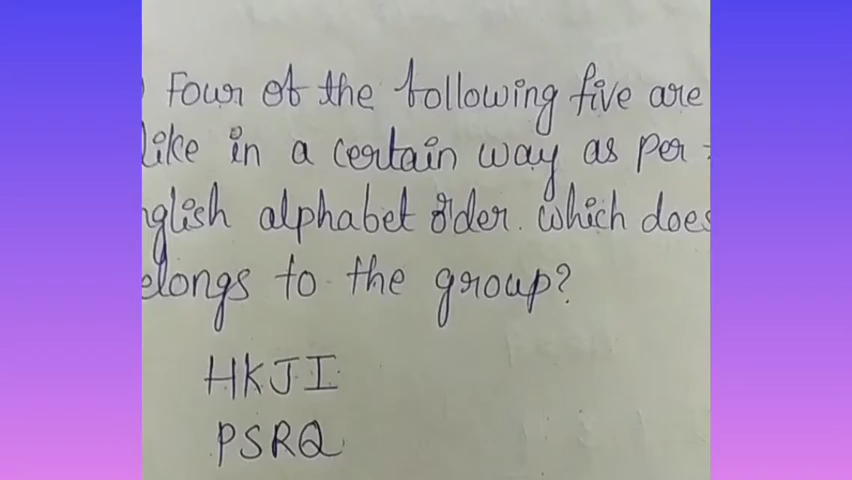 Four of the following five are
like in a certain way as per
nglish alphabet order. which does
elongs to the group?
HKJI
PSRQ